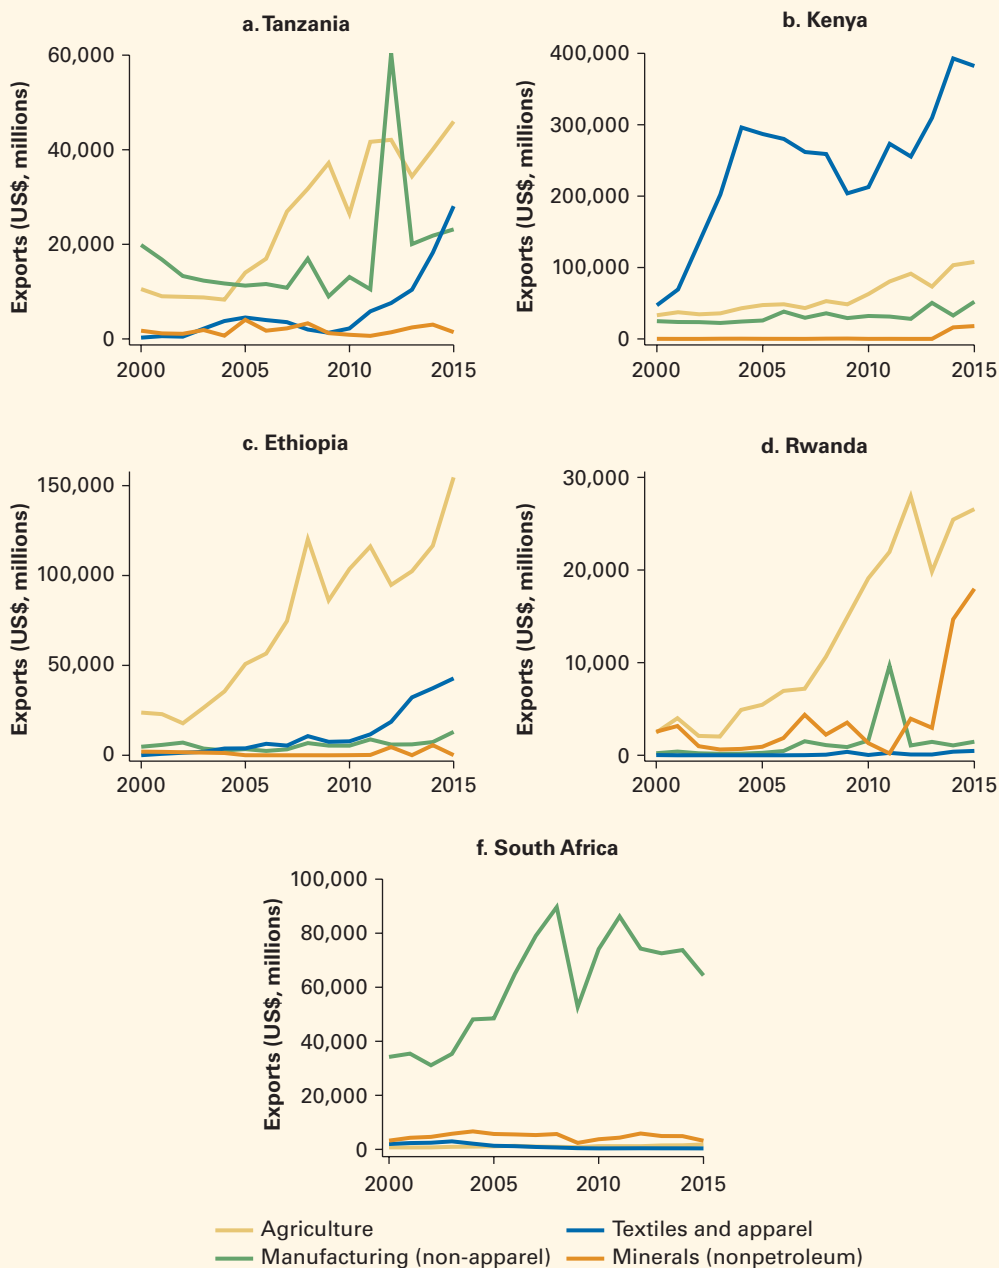 a. Tanzania
Exports (US$, millions)
60,000
40,000
20,000
0
2000 2005 2010 2015
b. Kenya
Exports (US$, millions)
400,000
300,000
200,000
100,000
0
2000 2005 2010 2015
c. Ethiopia
Exports (US$, millions)
150,000
100,000
50,000
0
2000 2005 2010 2015
d. Rwanda
Exports (US$, millions)
30,000
20,000
10,000
0
2000 2005 2010 2015
f. South Africa
Exports (US$, millions)
100,000
80,000
60,000
40,000
20,000
0
2000 2005 2010 2015
Agriculture
Textiles and apparel
Manufacturing (non-apparel)
Minerals (nonpetroleum)